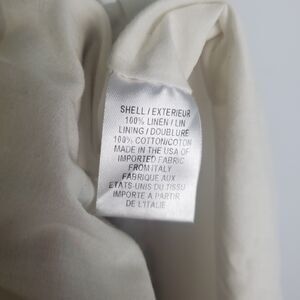 SHELL / EXTERIEUR
100% LINEN / LIN
LINING / DOUBLURE
100% COTTON/COTON
MADE IN THE USA OF
IMPORTED FABRIC
FROM ITALY
FABRIQUE AUX
ETATS UNIS DU TISSU
IMPORTE A PARTIR
DE L'ITALIE